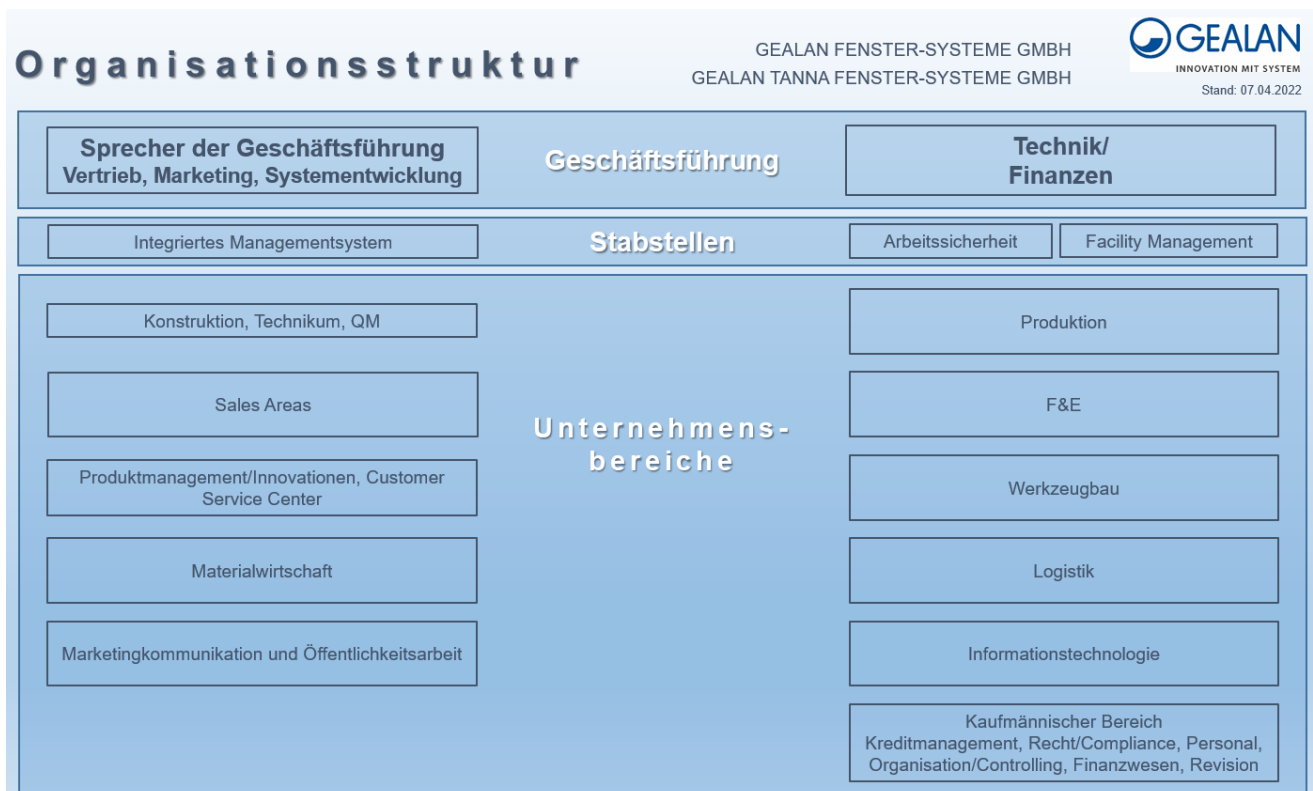 Organisationsstruktur
GEALAN FENSTER-SYSTEME GMBH
GEALAN TANNA FENSTER-SYSTEME GMBH
GEALAN
INNOVATION MIT SYSTEM
Stand: 07.04.2022
Sprecher der Geschäftsführung
Vertrieb, Marketing, Systementwicklung
Geschäftsführung
Technik/
Finanzen
Integriertes Managementsystem
Stabstellen
Arbeitssicherheit
Facility Management
Konstruktion, Technikum, QM
Sales Areas
Produktmanagement/Innovationen, Customer
Service Center
Materialwirtschaft
Marketingkommunikation und Öffentlichkeitsarbeit
Unternehmens-
bereiche
Produktion
F&E
Werkzeugbau
Logistik
Informationstechnologie
Kaufmännischer Bereich
Kreditmanagement, Recht/Compliance, Personal,
Organisation/Controlling, Finanzwesen, Revision